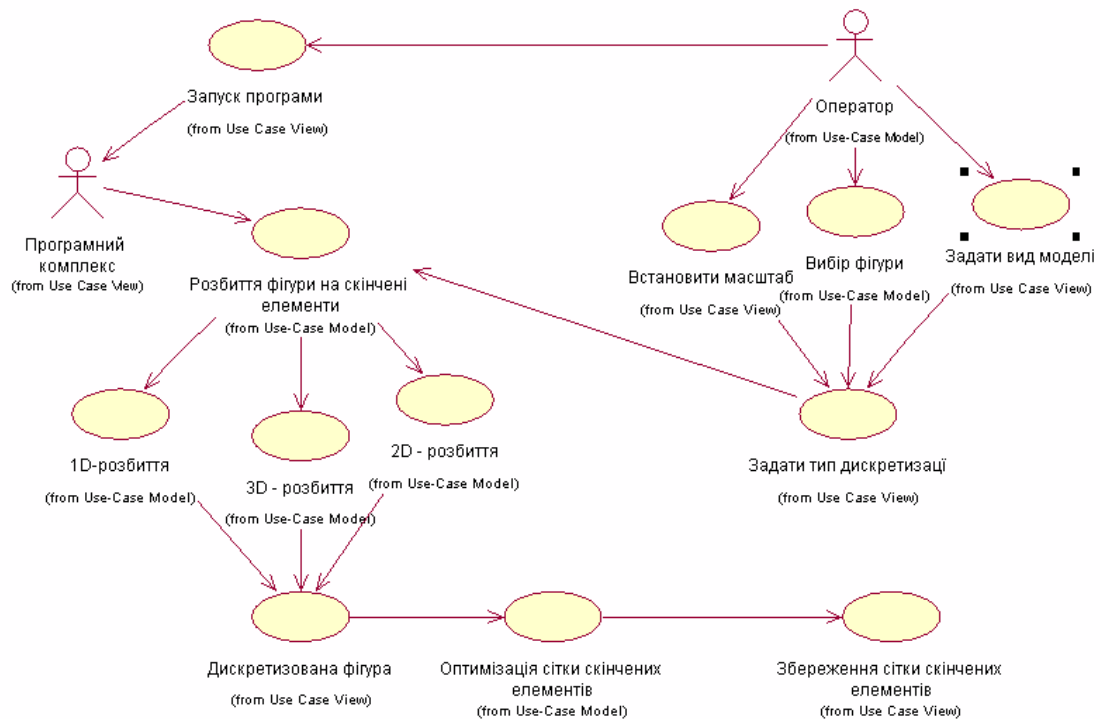 Запуск програми
(from Use Case View)
Оператор
(from Use-Case Model)
Програмний
комплекс
(from Use Case View)
Розбиття фігури на скінчені
елементи
(from Use-Case Model)
Встановити масштаб
(from Use Case View)
Вибір фігури
(from Use-Case Model)
Задати вид моделі
(from Use Case View)
1D-розбиття
(from Use-Case Model)
3D - розбиття
(from Use-Case Model)
2D - розбиття
(from Use-Case Model)
Задати тип дискретизаці
(from Use Case View)
Дискретизована фігура
(from Use Case View)
Оптимізація сітки скінчених
елементів
(from Use-Case Model)
Збереження сітки скінчених
елементів
(from Use Case View)